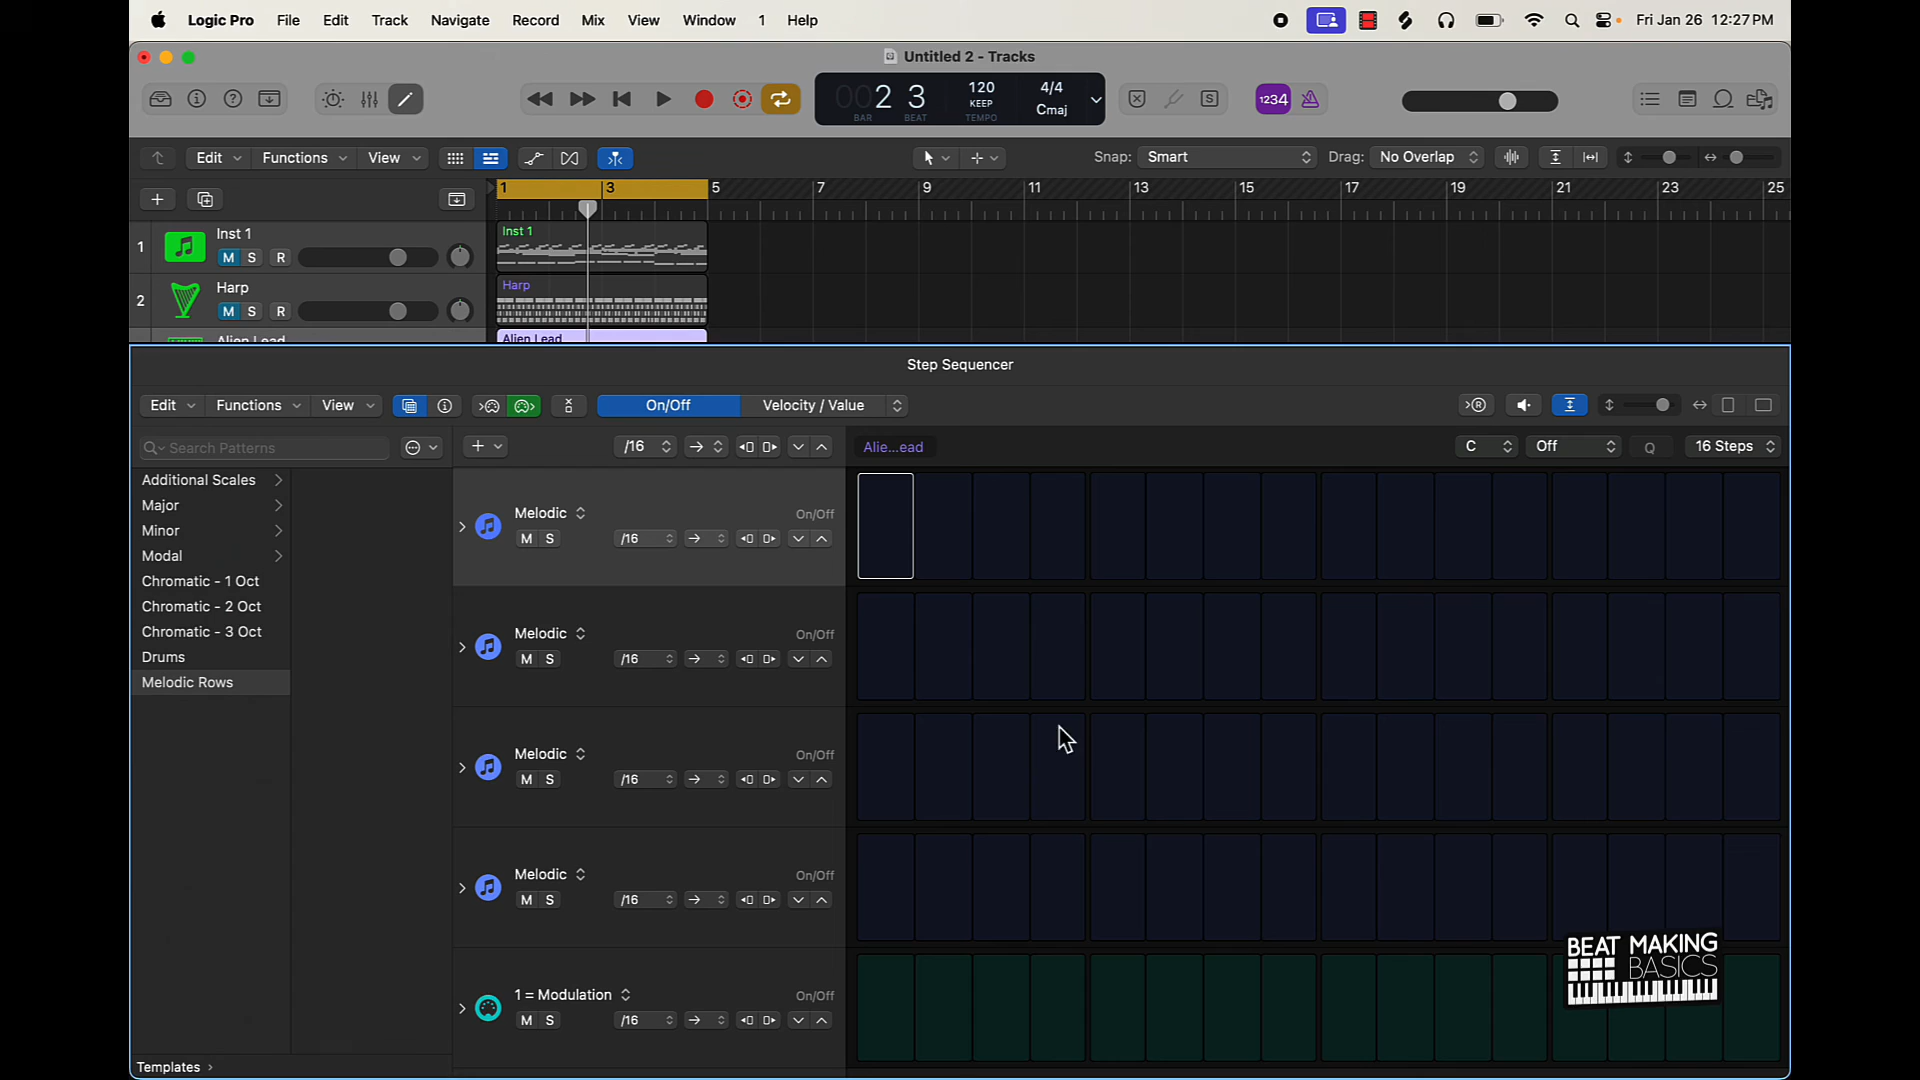 Logic Pro File Edit Track Navigate Record Mix View Window 1 Help Fri Jan 26 12:27 PM
Untitled 2 - Tracks
002 3 120 4/4
KEEP Cmaj
BAR BEAT TEMPO
S 1234
Edit Functions View Snap: Smart Drag: No Overlap
1 3 5 7 9 11 13 15 17 19 21 23 25
1 Inst 1 M S R Inst 1
2 Harp M S R Harp
Alien Lead Alien Lead
Step Sequencer
Edit Functions View On/Off Velocity / Value
Search Patterns /16 Alie...ead C Off Q 16 Steps
Additional Scales
Major
Minor
Modal
Chromatic - 1 Oct
Chromatic - 2 Oct
Chromatic - 3 Oct
Drums
Melodic Rows
Melodic On/Off
M S /16
Melodic On/Off
M S /16
Melodic On/Off
M S /16
Melodic On/Off
M S /16
1 = Modulation On/Off
M S /16
Templates
BEAT MAKING
BASICS